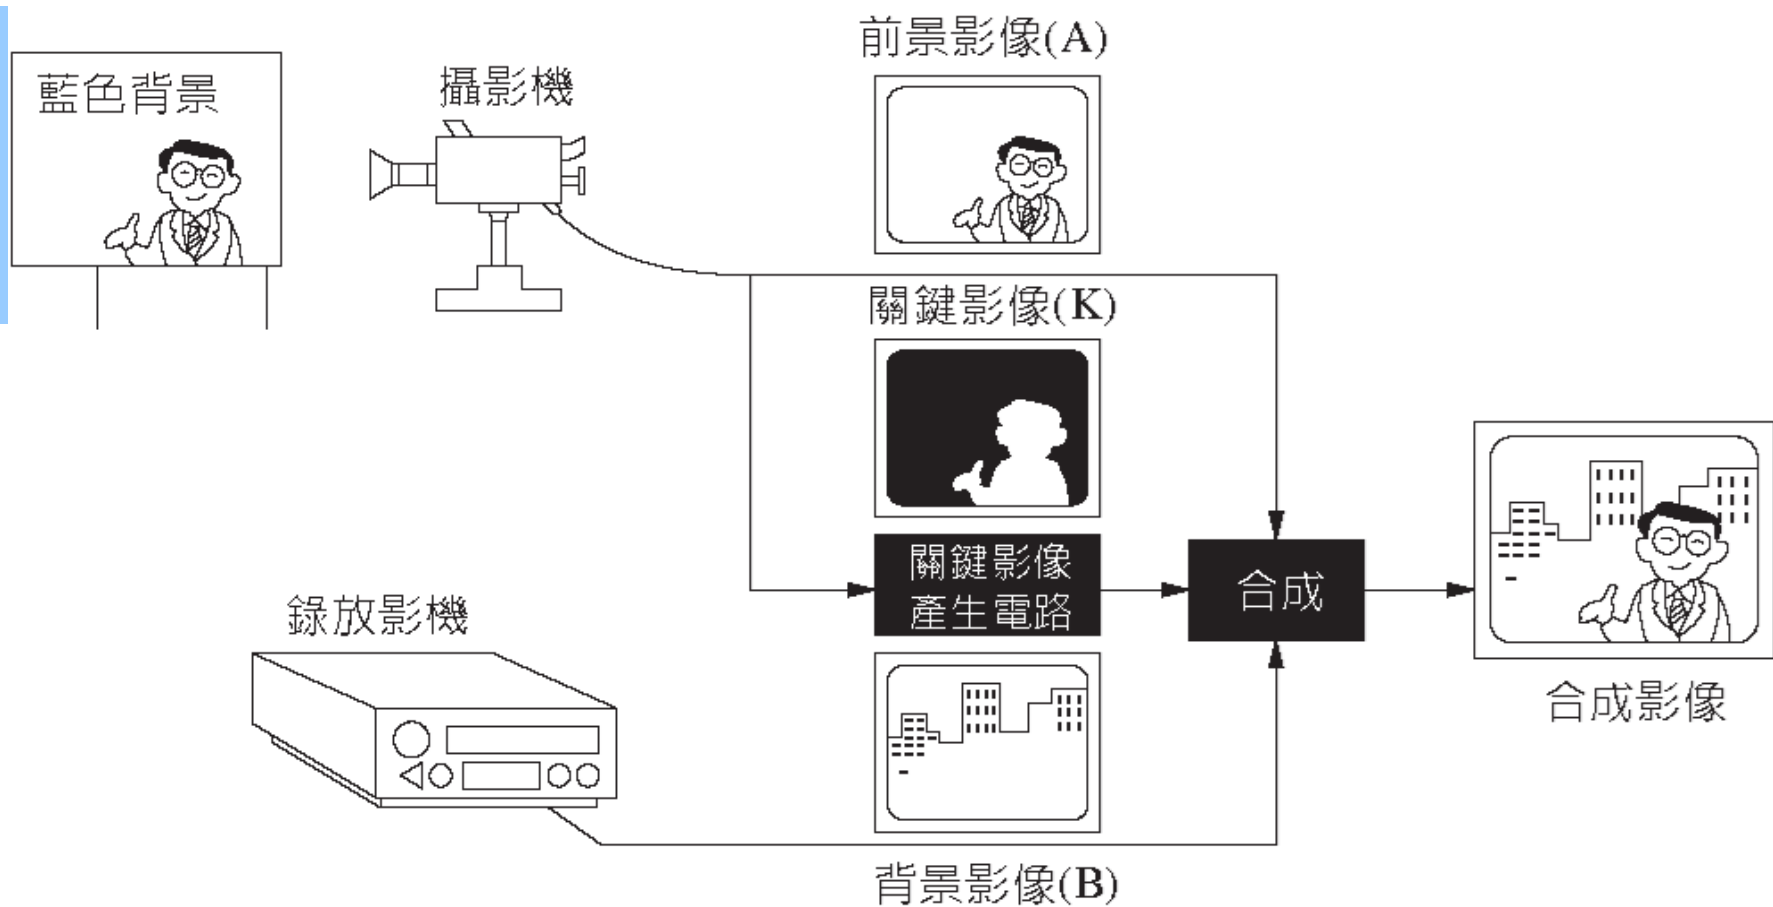 藍色背景
攝影機
前景影像(A)
關鍵影像(K)
關鍵影像
產生電路
合成
錄放影機
背景影像(B)
合成影像